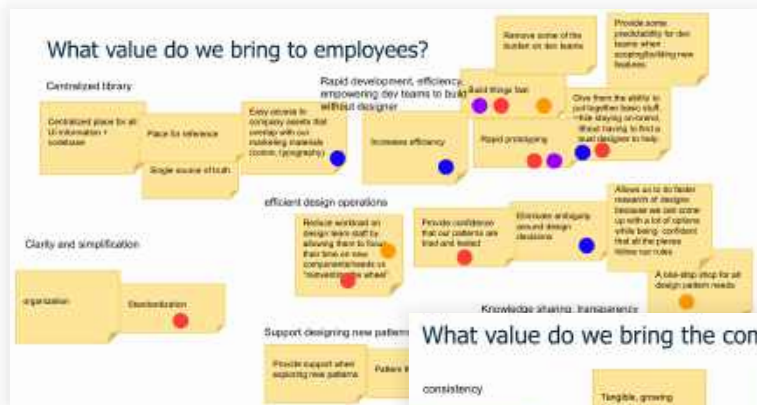 What value do we bring to employees?
Centralized library
Centralized place for all
UI information +
codebase
Place for reference
Single source of truth
Easy access to
company assets that
overlap with our
marketing materials
(colors, typography)
Rapid development, efficiency,
empowering dev teams to build
without designer
Increases efficiency
Build things fast
Rapid prototyping
Remove some of the
burden on dev teams
Provide some
predictability for dev
teams when
scoping/building new
features
Give them the ability to
put together basic stuff,
while staying on-brand,
without having to find a
designer to help
efficient design operations
Reduce workload on
design team staff by
allowing them to focus
their time on new
components/needs vs
"reinventing the wheel"
Provide confidence
that our patterns are
tried and tested
Eliminate ambiguity
around design
decisions
Allows us to do faster
research of designs
because we can come
up with a lot of options
while being confident
that all the pieces
follow our rules
A one-stop shop for all
design pattern needs
Clarity and simplification
organization
Standardization
Knowledge sharing, transparency
Support designing new patterns
Provide support when
exploring new patterns
Pattern
What value do we bring the com
consistency
Tangible, growing